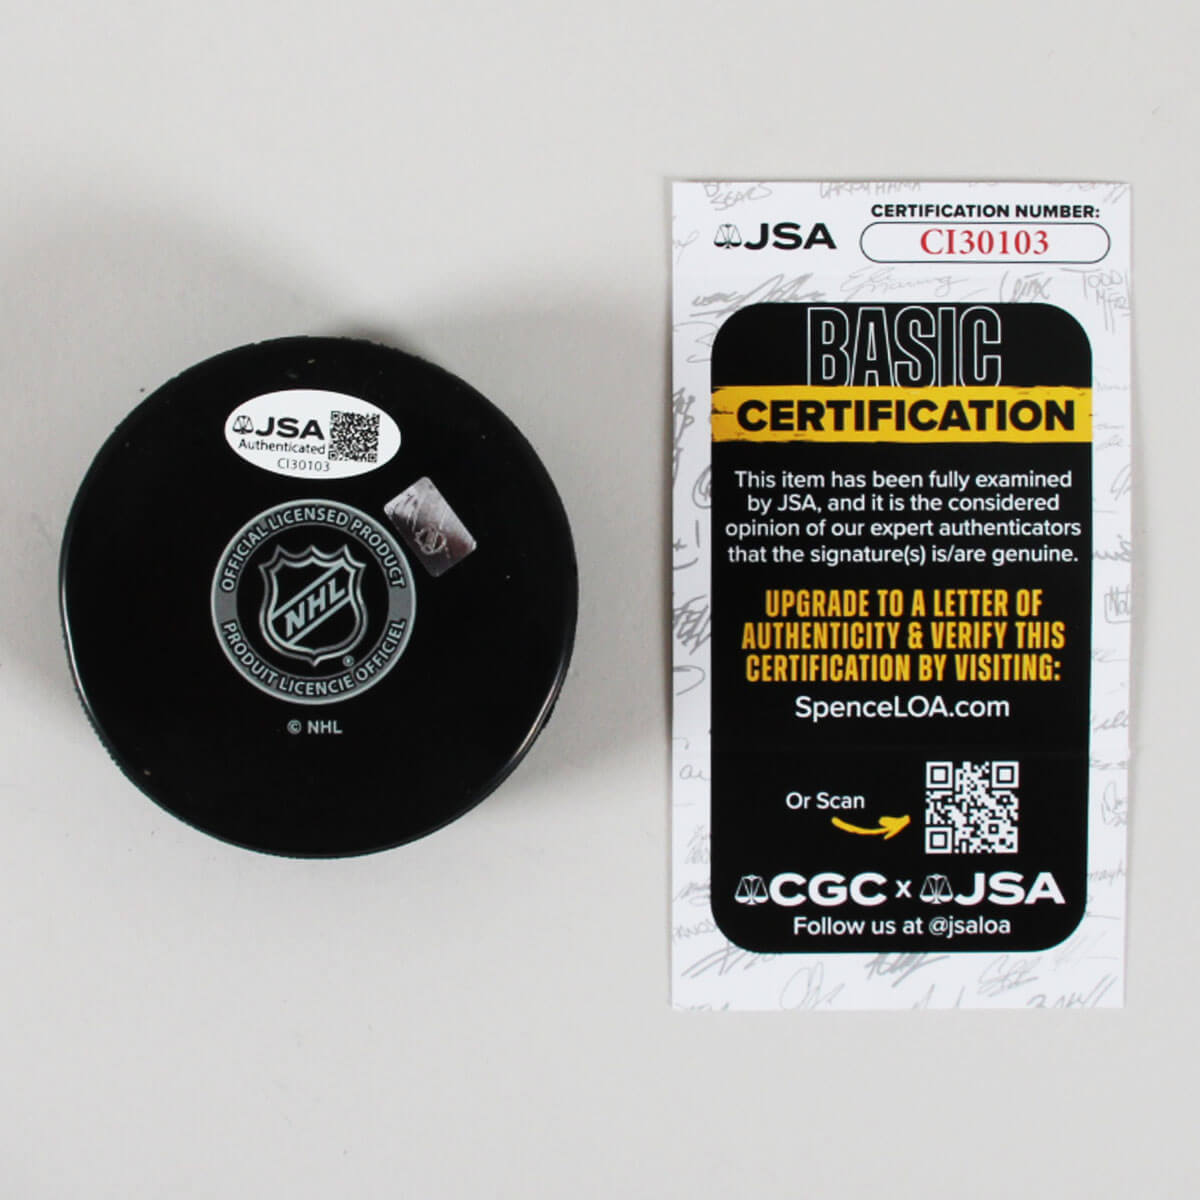 JSA
Authenticated
CI30103
OFFICIAL LICENSED PRODUCT
NHL
®
PRODUIT LICENCIE OFFICIEL
© NHL
JSA
CERTIFICATION NUMBER:
CI30103
BASIC
CERTIFICATION
This item has been fully examined
by JSA, and it is the considered
opinion of our expert authenticators
that the signature(s) is/are genuine.
UPGRADE TO A LETTER OF
AUTHENTICITY & VERIFY THIS
CERTIFICATION BY VISITING:
SpenceLOA.com
Or Scan
CGC x JSA
Follow us at @jsaloa